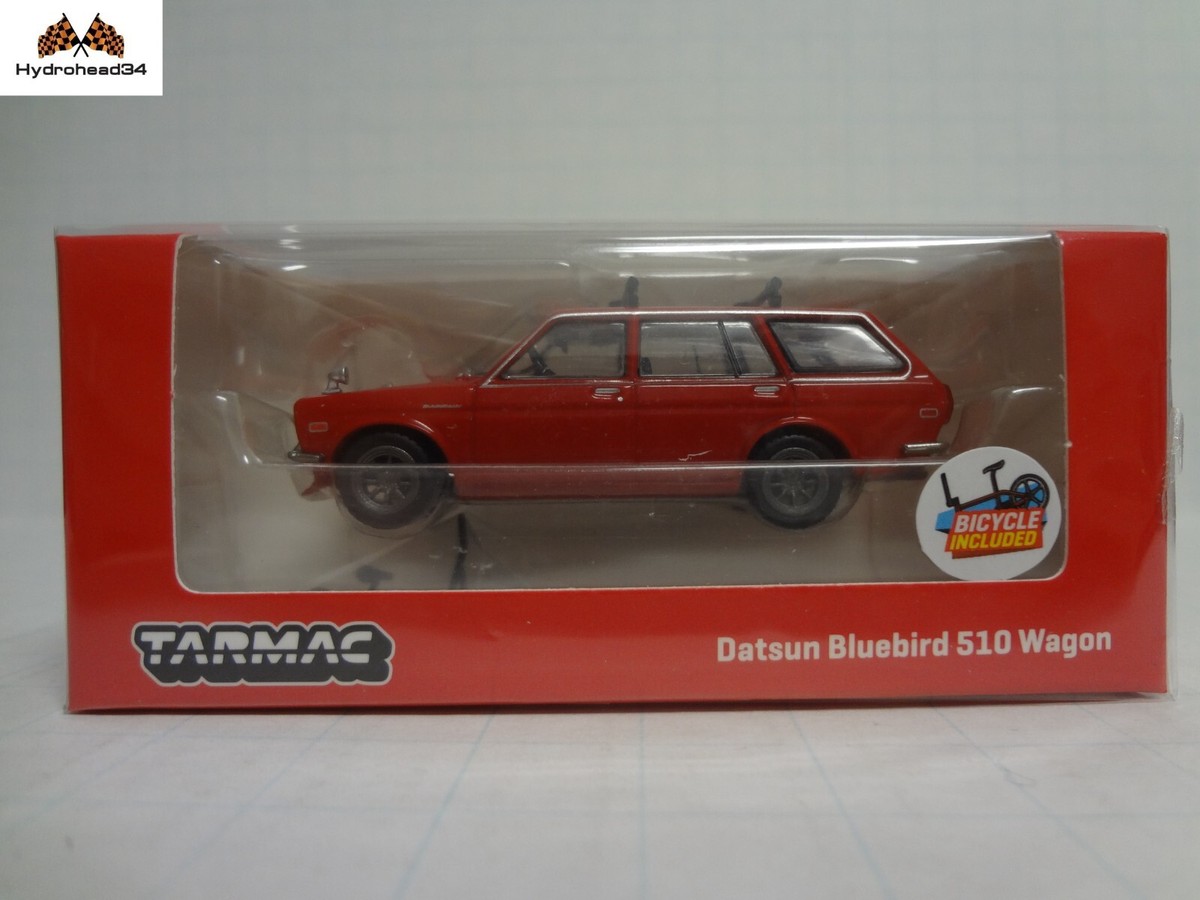 Hydrohead34
BICYCLE
INCLUDED
TARMAC
Datsun Bluebird 510 Wagon